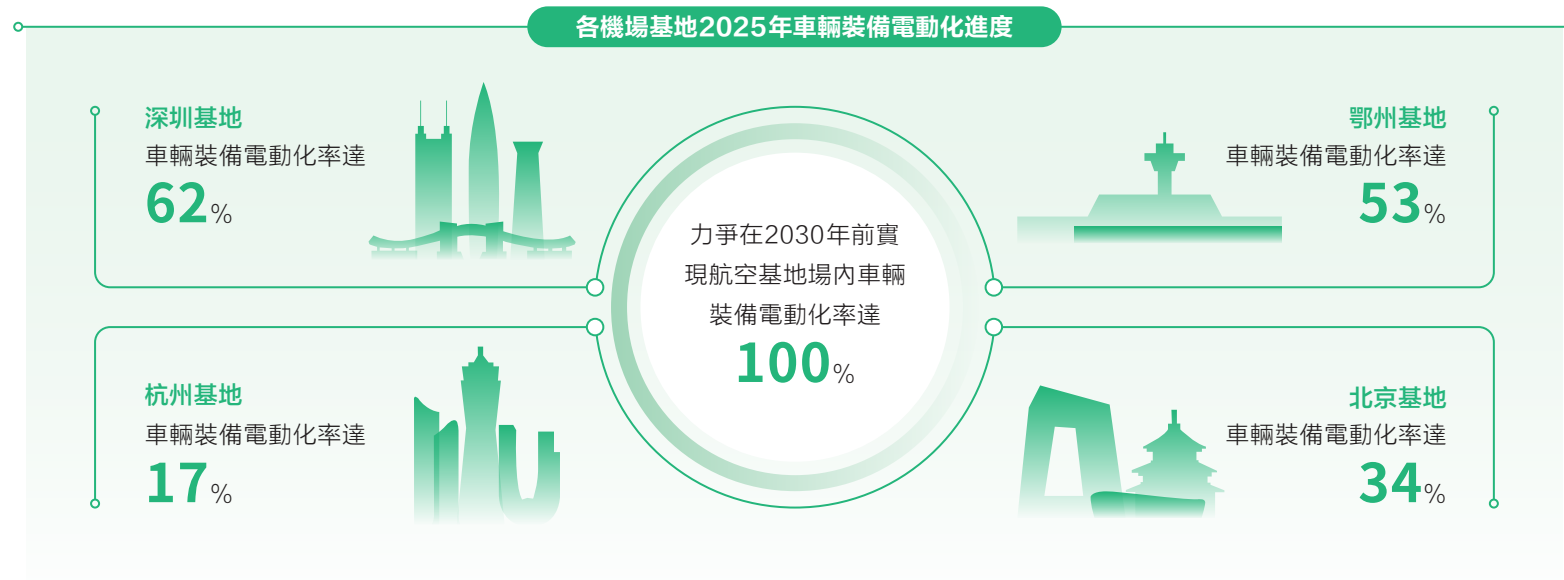 各機場基地2025年車輛裝備電動化進度
深圳基地
車輛裝備電動化率達
62%
鄂州基地
車輛裝備電動化率達
53%
力爭在2030年前實
現航空基地場內車輛
裝備電動化率達
100%
杭州基地
車輛裝備電動化率達
17%
北京基地
車輛裝備電動化率達
34%